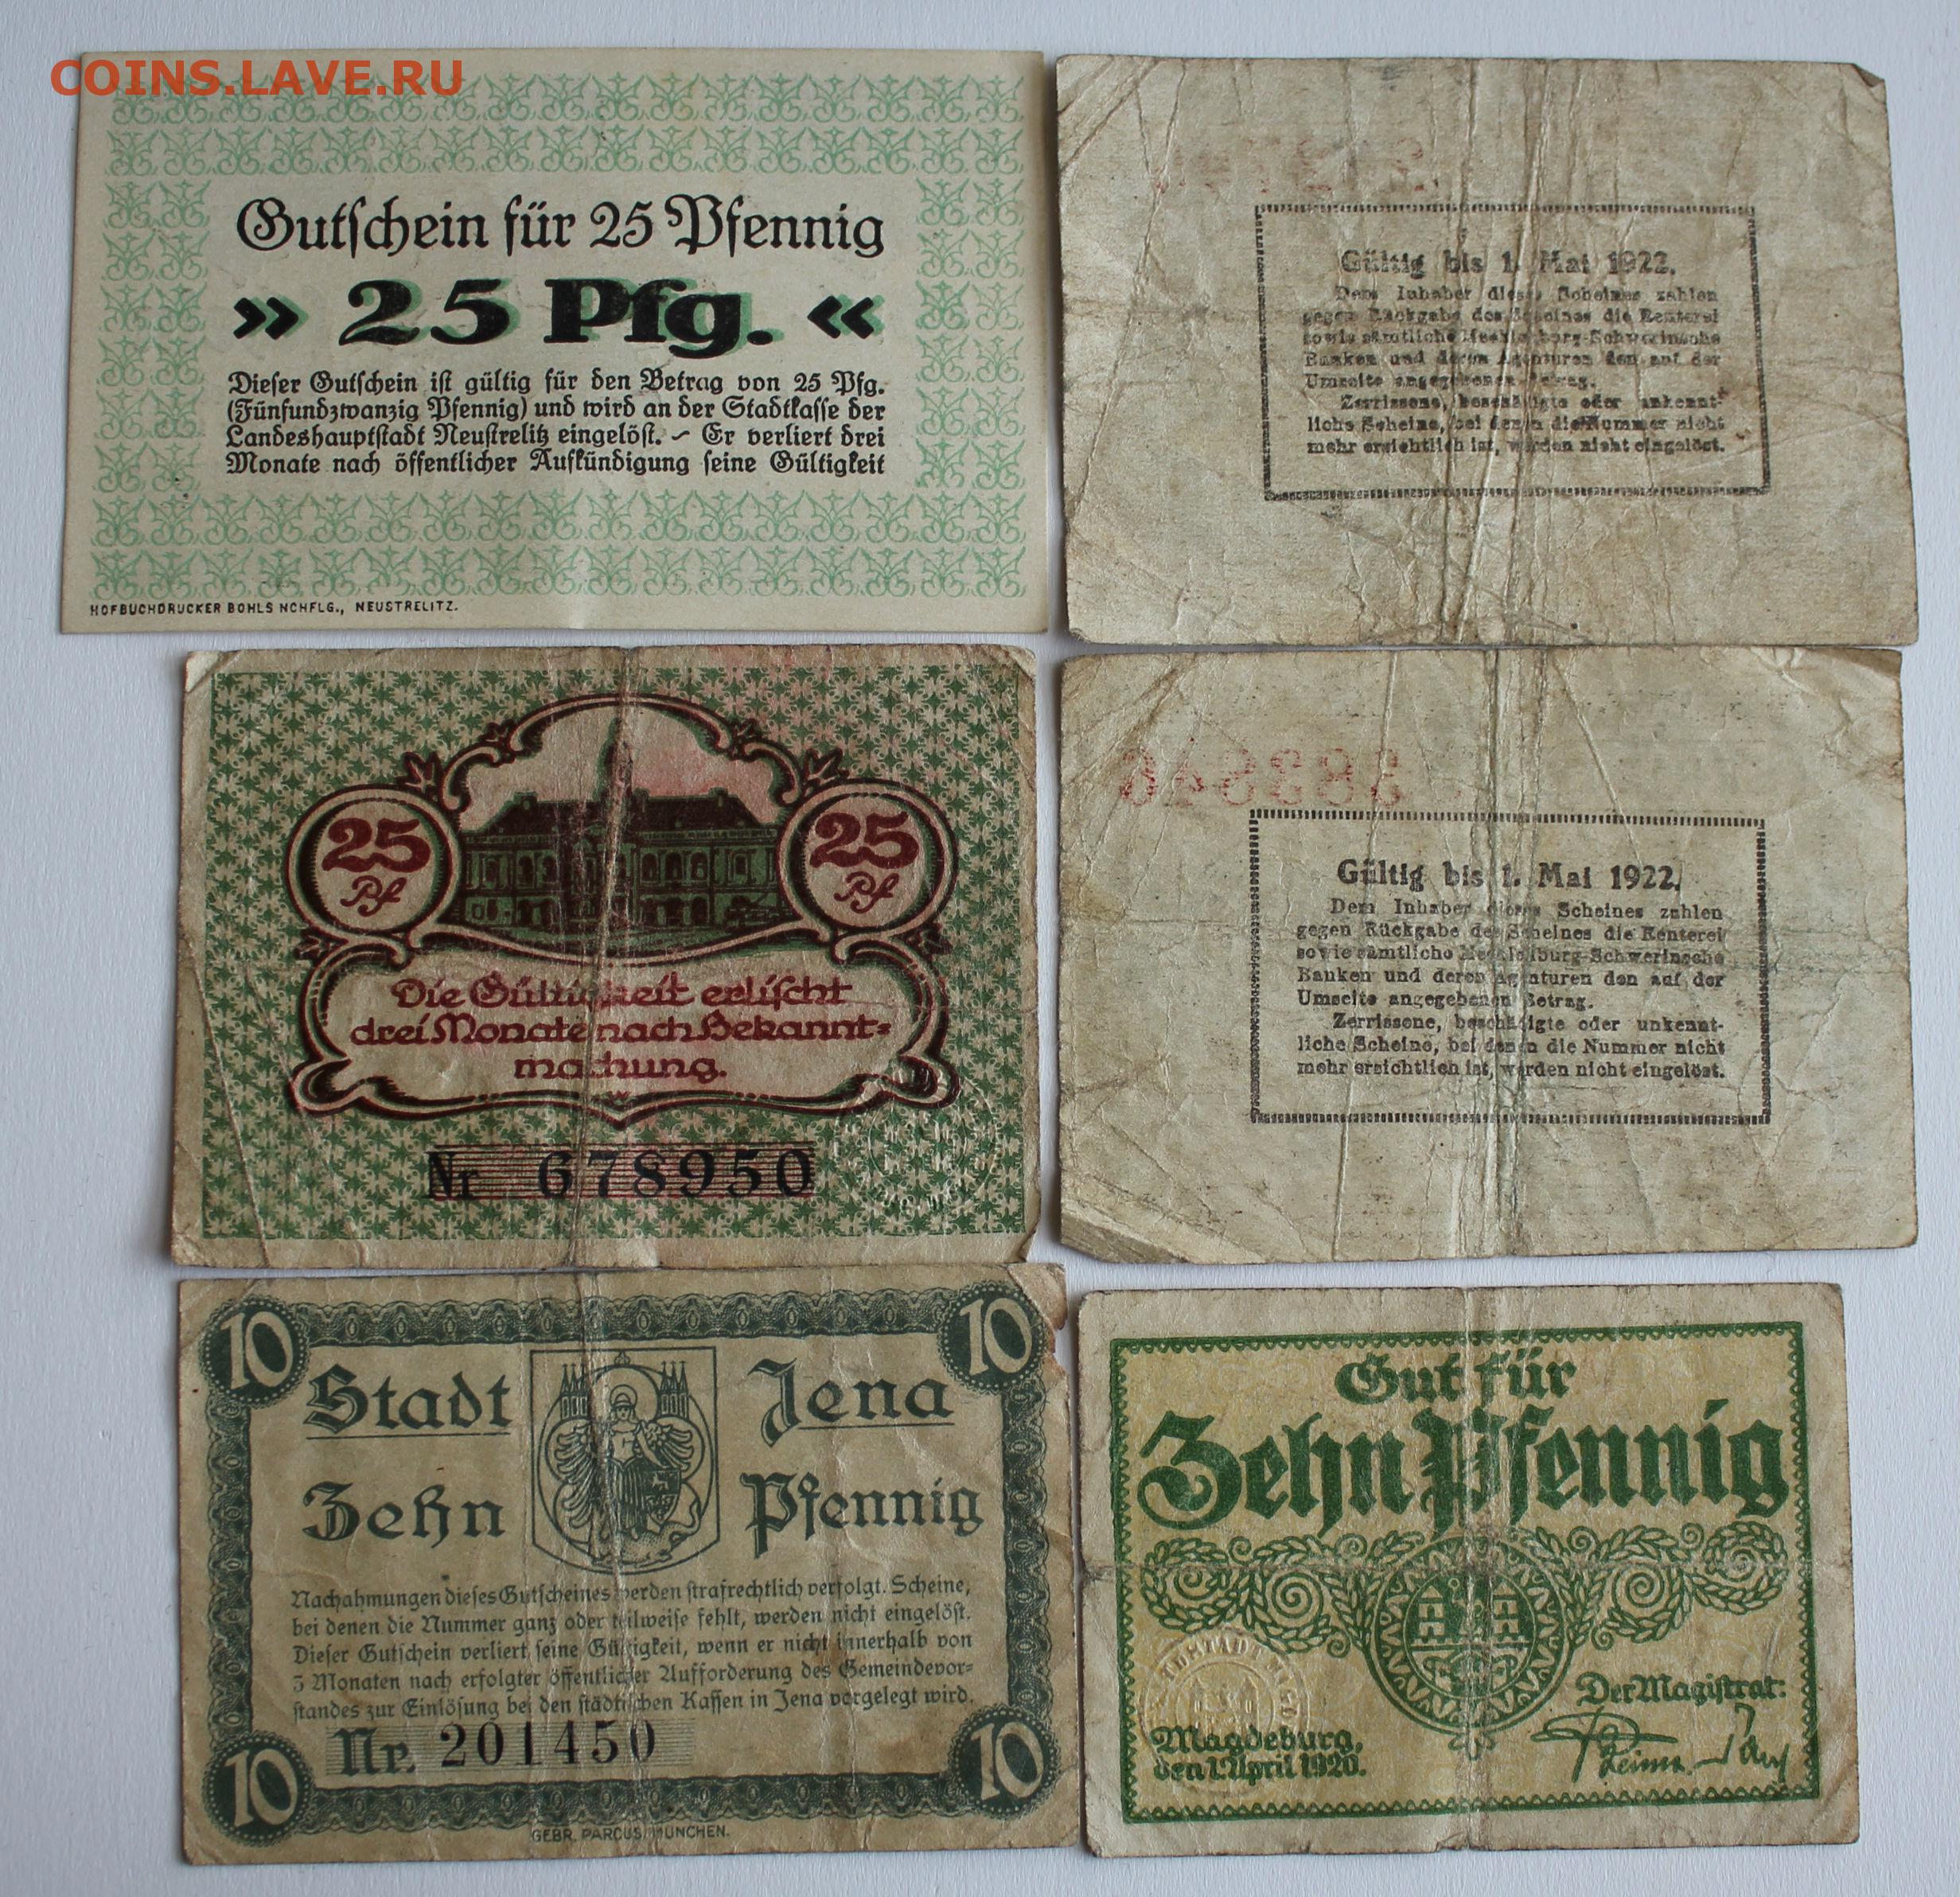 COINS.LAVE.RU
Gutſchein für 25 Pfennig
» 25 Pfg. «
Dieſer Gutſchein iſt gültig für den Betrag von 25 Pfg.
(Fünfundzwanzig Pfennig) und wird an der Stadtkaſſe der
Landeshauptſtadt Neuſtrelitz eingelöſt. ~ Er verliert drei
Monate nach öffentlicher Aufkündigung ſeine Gültigkeit
HOFBUCHDRUCKER BOHLS NCHFLG., NEUSTRELITZ.
Gültig bis 1. Mai 1922.
Dem Inhaber dieses Scheines zahlen
gegen Rückgabe des Scheines die Renterei
sowie sämtliche Mecklenburg-Schwerinsche
Banken und deren Agenturen den auf der
Umseite angegebenen Betrag.
Zerrissene, beschädigte oder unkennt-
liche Scheine, bei denen die Nummer nicht
mehr ersichtlich ist, werden nicht eingelöst.
25
Pf
25
Pf
Die Gültigkeit erliſcht
drei Monate nach Bekannt=
machung.
Nr 678950
Gültig bis 1. Mai 1922.
Dem Inhaber dieses Scheines zahlen
gegen Rückgabe des Scheines die Renterei
sowie sämtliche Mecklenburg-Schwerinsche
Banken und deren Agenturen den auf der
Umseite angegebenen Betrag.
Zerrissene, beschädigte oder unkennt-
liche Scheine, bei denen die Nummer nicht
mehr ersichtlich ist, werden nicht eingelöst.
10
10
Stadt Jena
Zehn Pfennig
Nachahmungen dieſes Gutſcheines werden ſtrafrechtlich verfolgt. Scheine,
bei denen die Nummer ganz oder teilweiſe fehlt, werden nicht eingelöſt.
Dieſer Gutſchein verliert ſeine Gültigkeit, wenn er nicht innerhalb von
3 Monaten nach erfolgter öffentlicher Aufforderung des Gemeindevor=
ſtandes zur Einlöſung bei den ſtädtiſchen Kaſſen in Jena vorgelegt wird.
Nr. 201450
10
10
GEBR. PARCUS, MÜNCHEN.
Gut für
Zehn Pfennig
Der Magiſtrat:
Magdeburg,
den 1. April 1920.